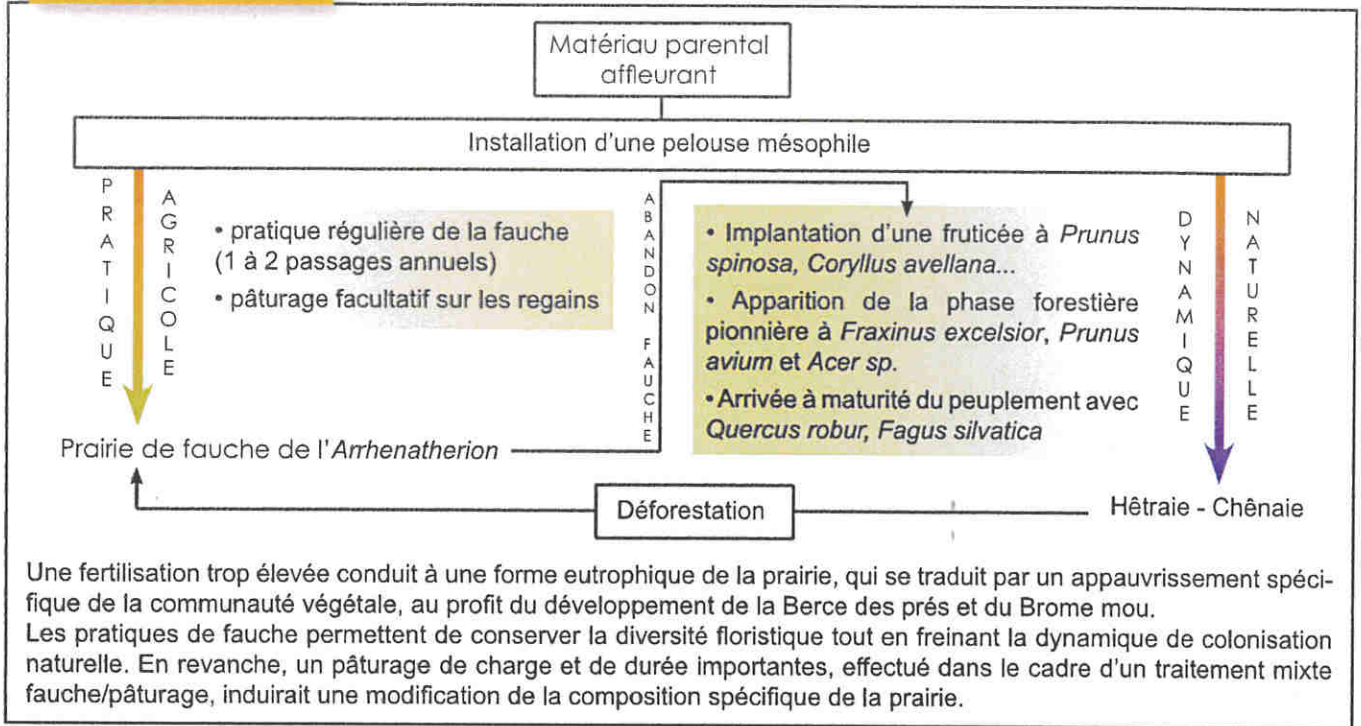 Matériau parental
affleurant
Installation d'une pelouse mésophile
PRATIQUE
AGRICOLE
• pratique régulière de la fauche
(1 à 2 passages annuels)
• pâturage facultatif sur les regains
ABANDON FAUCHE
• Implantation d'une fruticée à Prunus
spinosa, Coryllus avellana...
• Apparition de la phase forestière
pionnière à Fraxinus excelsior, Prunus
avium et Acer sp.
• Arrivée à maturité du peuplement avec
Quercus robur, Fagus silvatica
DYNAMIQUE
NATURELLE
Prairie de fauche de l'Arrhenatherion
Déforestation
Hêtraie - Chênaie
Une fertilisation trop élevée conduit à une forme eutrophique de la prairie, qui se traduit par un appauvrissement spéci-
fique de la communauté végétale, au profit du développement de la Berce des prés et du Brome mou.
Les pratiques de fauche permettent de conserver la diversité floristique tout en freinant la dynamique de colonisation
naturelle. En revanche, un pâturage de charge et de durée importantes, effectué dans le cadre d'un traitement mixte
fauche/pâturage, induirait une modification de la composition spécifique de la prairie.